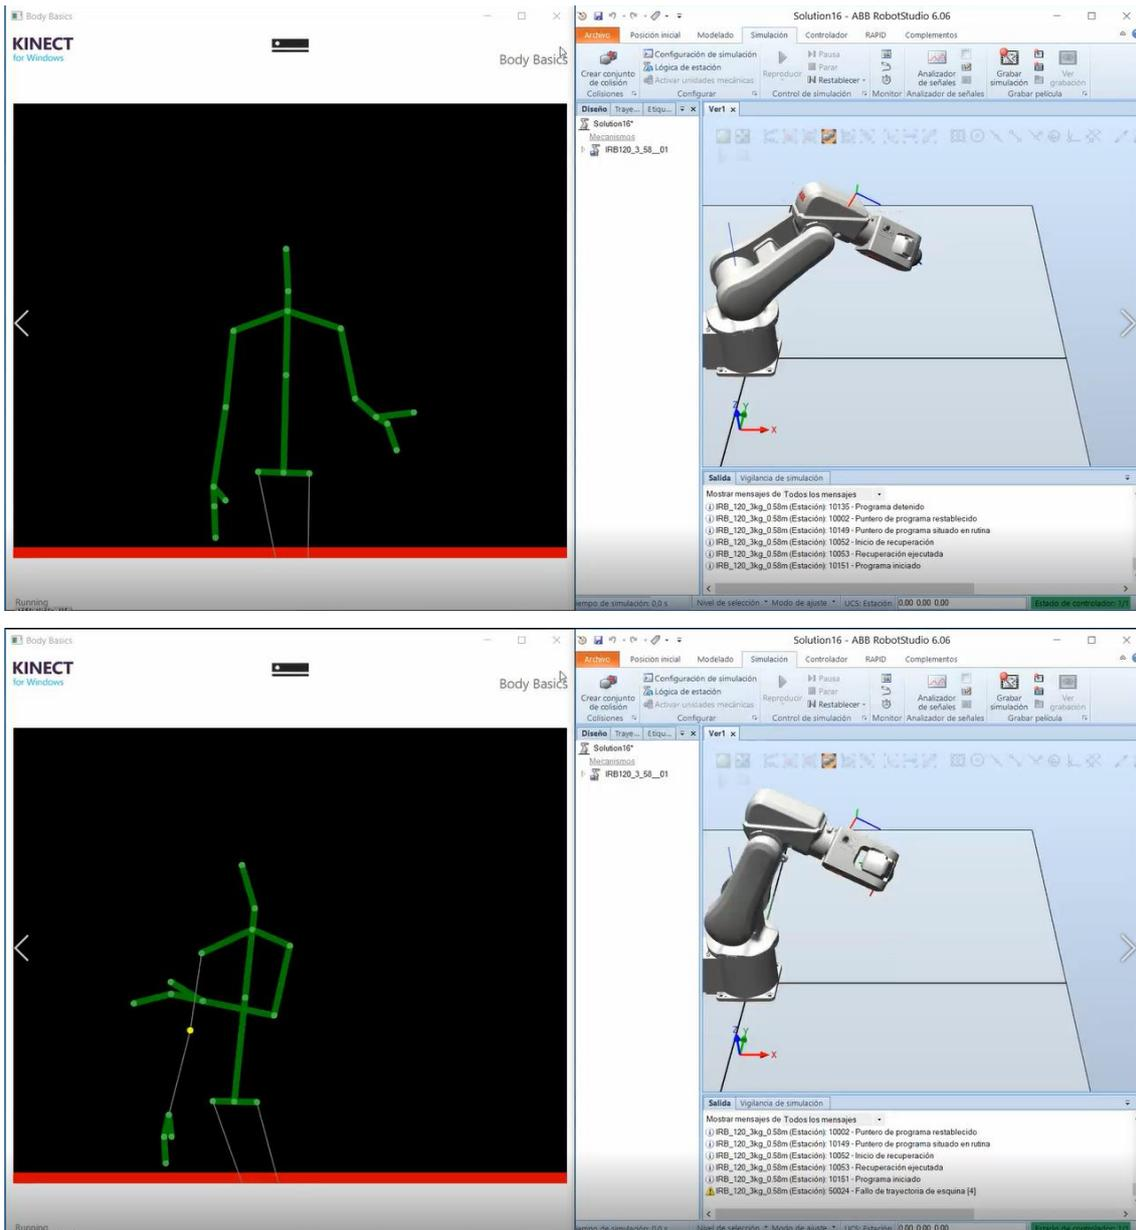 Body Basics
Solution16 - ABB RobotStudio 6.06
KINECT
for Windows
Body Basics
Archivo Posición inicial Modelado Simulación Controlador RAPID Complementos
Crear conjunto de colisión
Configuración de simulación
Lógica de estación
Activar unidades mecánicas
Reproducir
Pausa
Parar
Restablecer
Analizador de señales
Grabar simulación
Ver grabación
Colisiones Configurar Control de simulación Monitor Analizador de señales Grabar película
Diseño Traye... Etiqu... Ver1
Solution16*
Mecanismos
IRB120_3_58__01
Z Y
X
Salida Vigilancia de simulación
Mostrar mensajes de Todos los mensajes
IRB_120_3kg_0.58m (Estación): 10135 - Programa detenido
IRB_120_3kg_0.58m (Estación): 10002 - Puntero de programa restablecido
IRB_120_3kg_0.58m (Estación): 10149 - Puntero de programa situado en rutina
IRB_120_3kg_0.58m (Estación): 10052 - Inicio de recuperación
IRB_120_3kg_0.58m (Estación): 10053 - Recuperación ejecutada
IRB_120_3kg_0.58m (Estación): 10151 - Programa iniciado
Running
iempo de simulación: 0,0 s Nivel de selección Modo de ajuste UCS: Estación 0.00 0.00 0.00 Estado de controlador: 1/1
Body Basics
Solution16 - ABB RobotStudio 6.06
KINECT
for Windows
Body Basics
Archivo Posición inicial Modelado Simulación Controlador RAPID Complementos
Crear conjunto de colisión
Configuración de simulación
Lógica de estación
Activar unidades mecánicas
Reproducir
Pausa
Parar
Restablecer
Analizador de señales
Grabar simulación
Ver grabación
Colisiones Configurar Control de simulación Monitor Analizador de señales Grabar película
Diseño Traye... Etiqu... Ver1
Solution16*
Mecanismos
IRB120_3_58__01
Z Y
X
Salida Vigilancia de simulación
Mostrar mensajes de Todos los mensajes
IRB_120_3kg_0.58m (Estación): 10002 - Puntero de programa restablecido
IRB_120_3kg_0.58m (Estación): 10149 - Puntero de programa situado en rutina
IRB_120_3kg_0.58m (Estación): 10052 - Inicio de recuperación
IRB_120_3kg_0.58m (Estación): 10053 - Recuperación ejecutada
IRB_120_3kg_0.58m (Estación): 10151 - Programa iniciado
IRB_120_3kg_0.58m (Estación): 50024 - Fallo de trayectoria de esquina [4]
Running